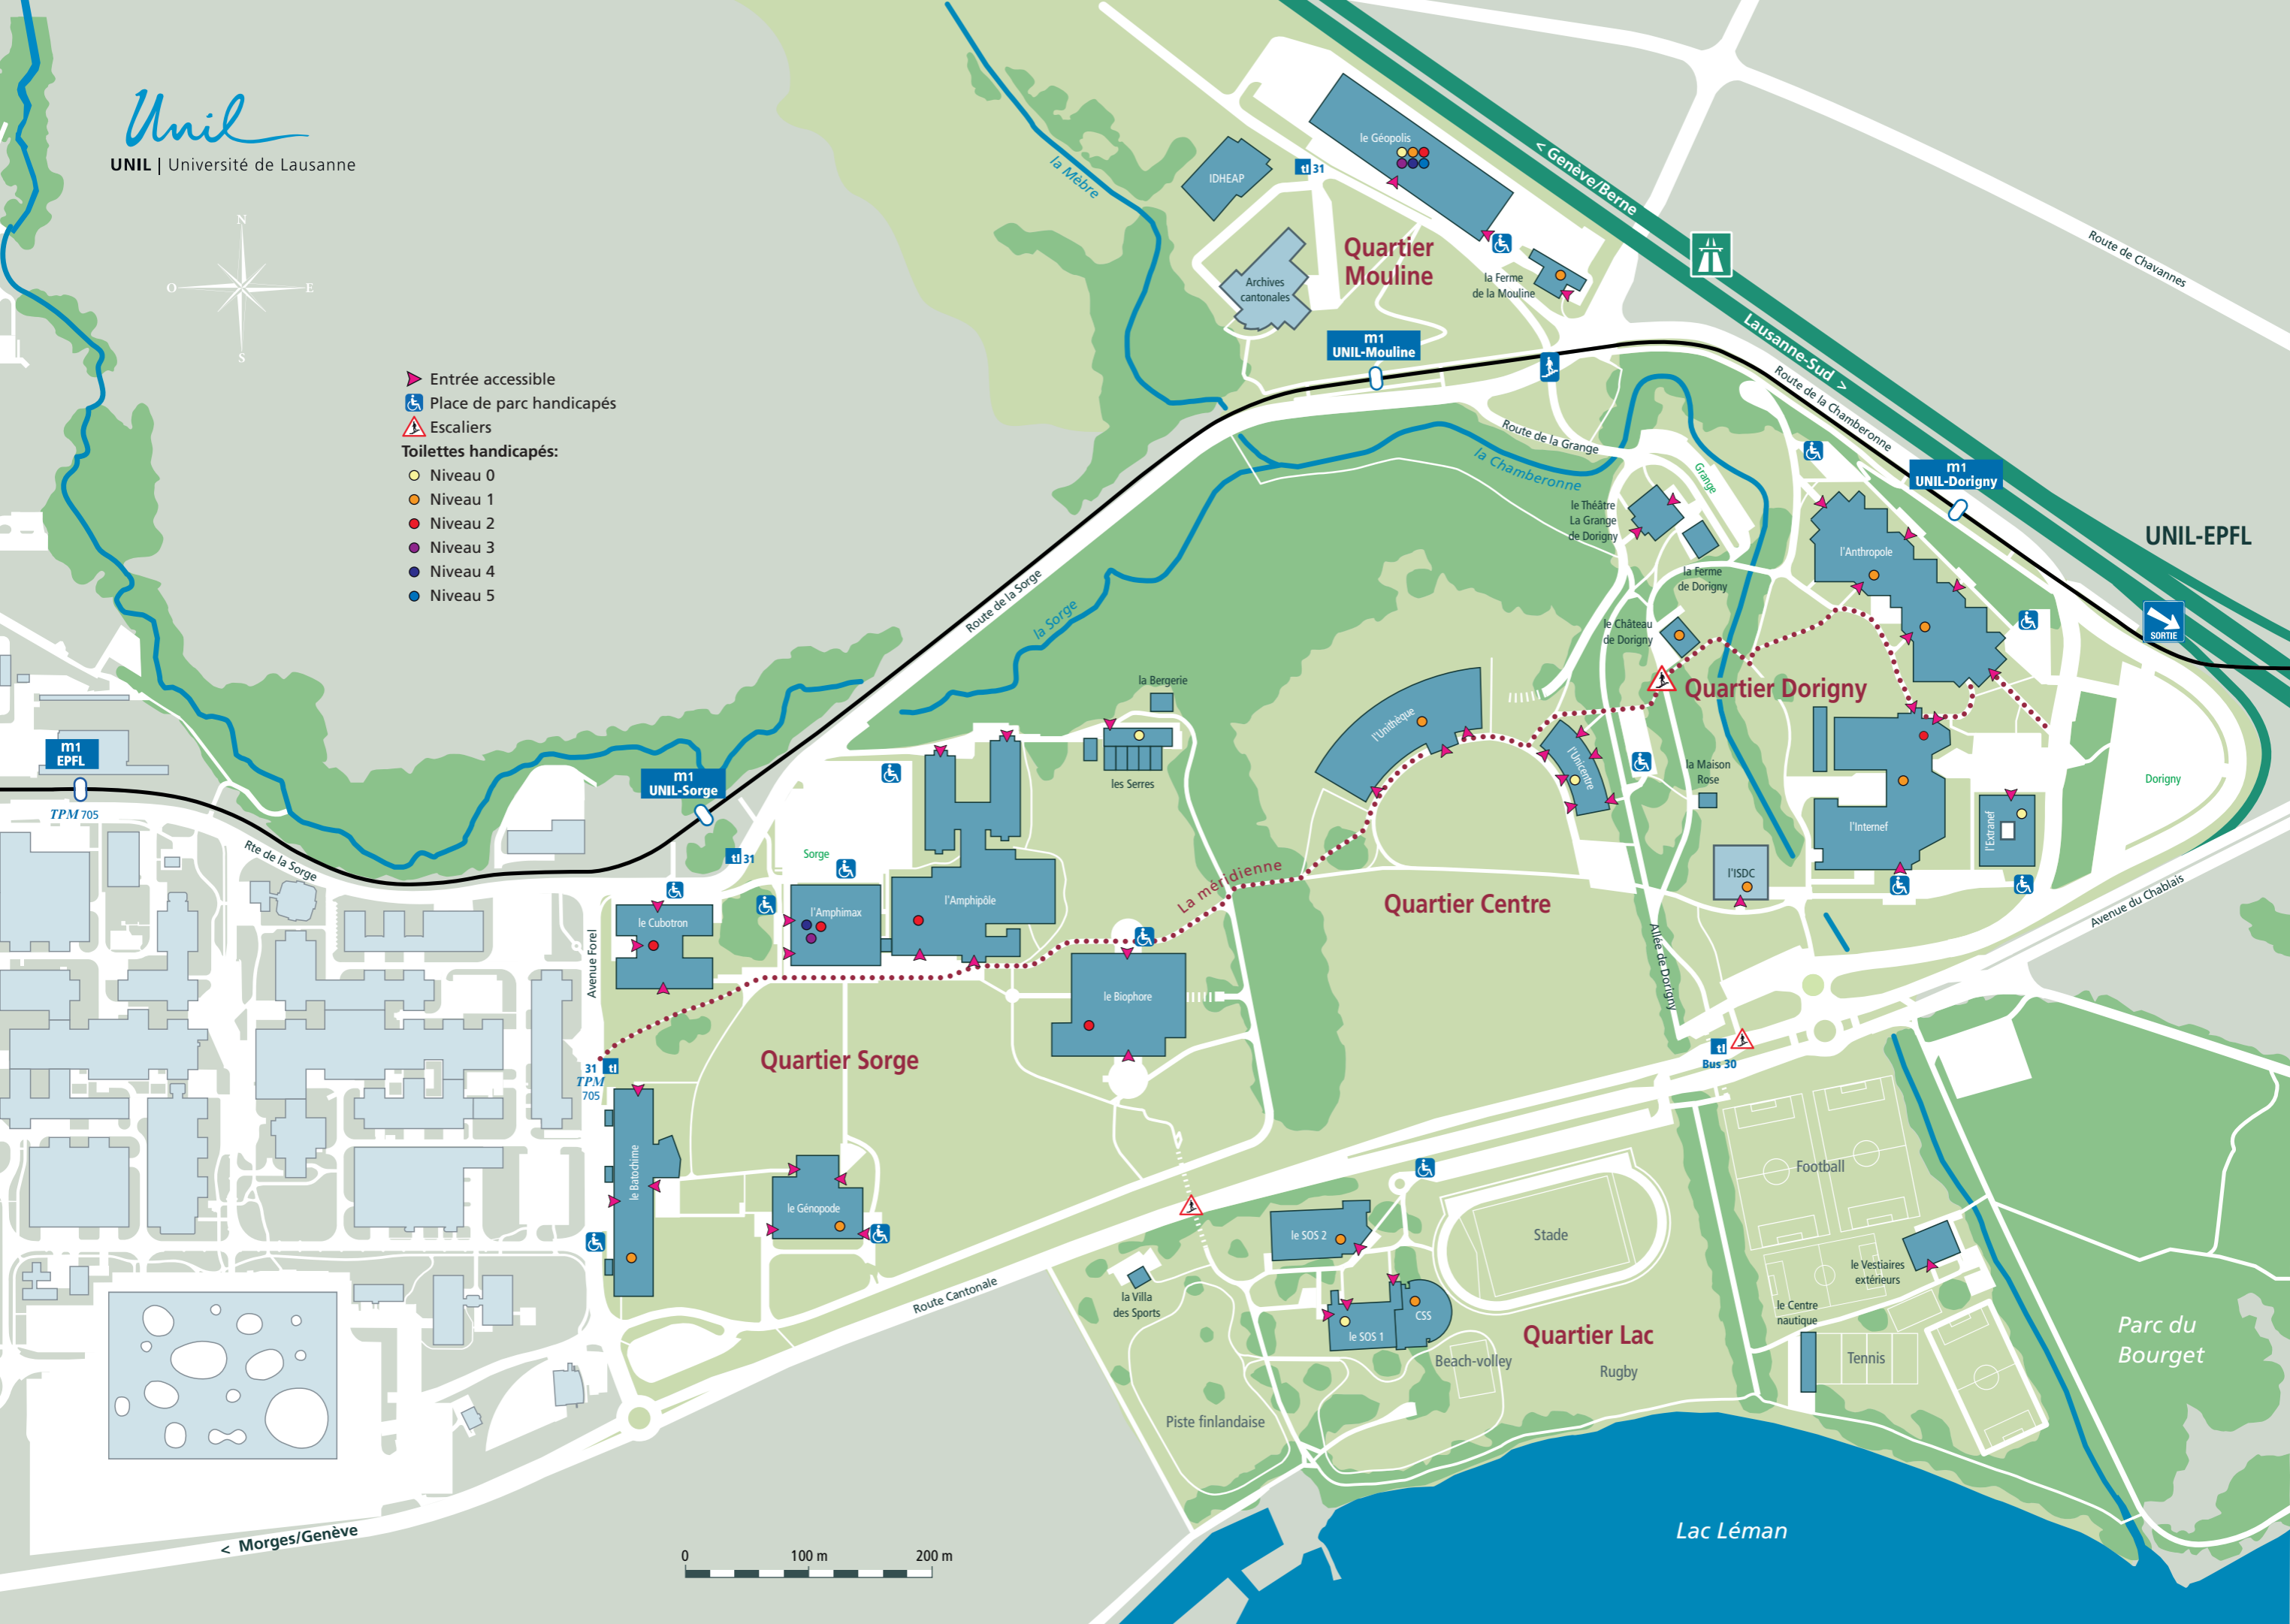 Unil
UNIL | Université de Lausanne
N
O
E
S
Entrée accessible
Place de parc handicapés
Escaliers
Toilettes handicapés:
Niveau 0
Niveau 1
Niveau 2
Niveau 3
Niveau 4
Niveau 5
la Mèbre
IDHEAP
tl 31
le Géopolis
< Genève/Berne
Lausanne-Sud >
Route de Chavannes
Quartier
Mouline
Archives
cantonales
la Ferme
de la Mouline
m1
UNIL-Mouline
Route de la Chamberonne
Route de la Grange
la Chamberonne
Grange
m1
UNIL-Dorigny
UNIL-EPFL
SORTIE
le Théâtre
La Grange
de Dorigny
la Ferme
de Dorigny
l'Anthropole
le Château
de Dorigny
Quartier Dorigny
Route de la Sorge
la Sorge
la Bergerie
les Serres
l'Unithèque
l'Unicentre
la Maison
Rose
l'Internef
l'Extranef
Dorigny
l'ISDC
m1
EPFL
TPM 705
m1
UNIL-Sorge
Rte de la Sorge
tl 31
Sorge
le Cubotron
l'Amphimax
l'Amphipôle
La méridienne
Quartier Centre
Avenue du Chablais
Allée de Dorigny
Avenue Forel
le Biophore
Quartier Sorge
31 tl
TPM
705
tl
Bus 30
le Batochime
le Génopode
Football
Stade
le SOS 2
le Vestiaires
extérieurs
la Villa
des Sports
Route Cantonale
CSS
le SOS 1
le Centre
nautique
Quartier Lac
Beach-volley
Rugby
Tennis
Parc du
Bourget
Piste finlandaise
Lac Léman
< Morges/Genève
0
100 m
200 m